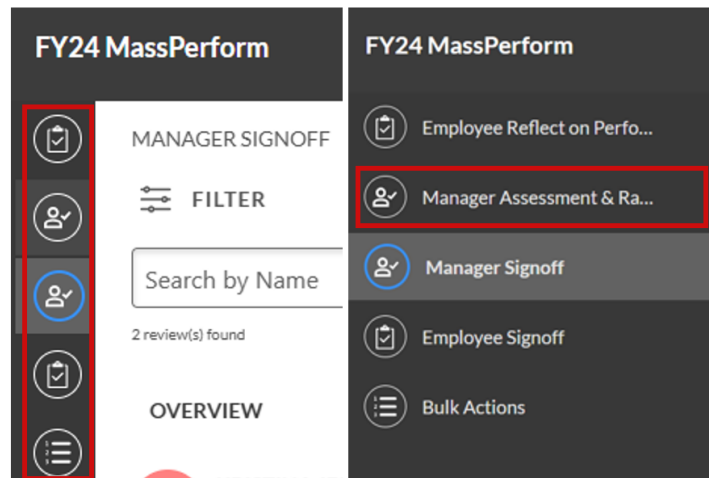 FY24 MassPerform
MANAGER SIGNOFF
FILTER
Search by Name
2 review(s) found
OVERVIEW
FY24 MassPerform
Employee Reflect on Perfo...
Manager Assessment & Ra...
Manager Signoff
Employee Signoff
Bulk Actions